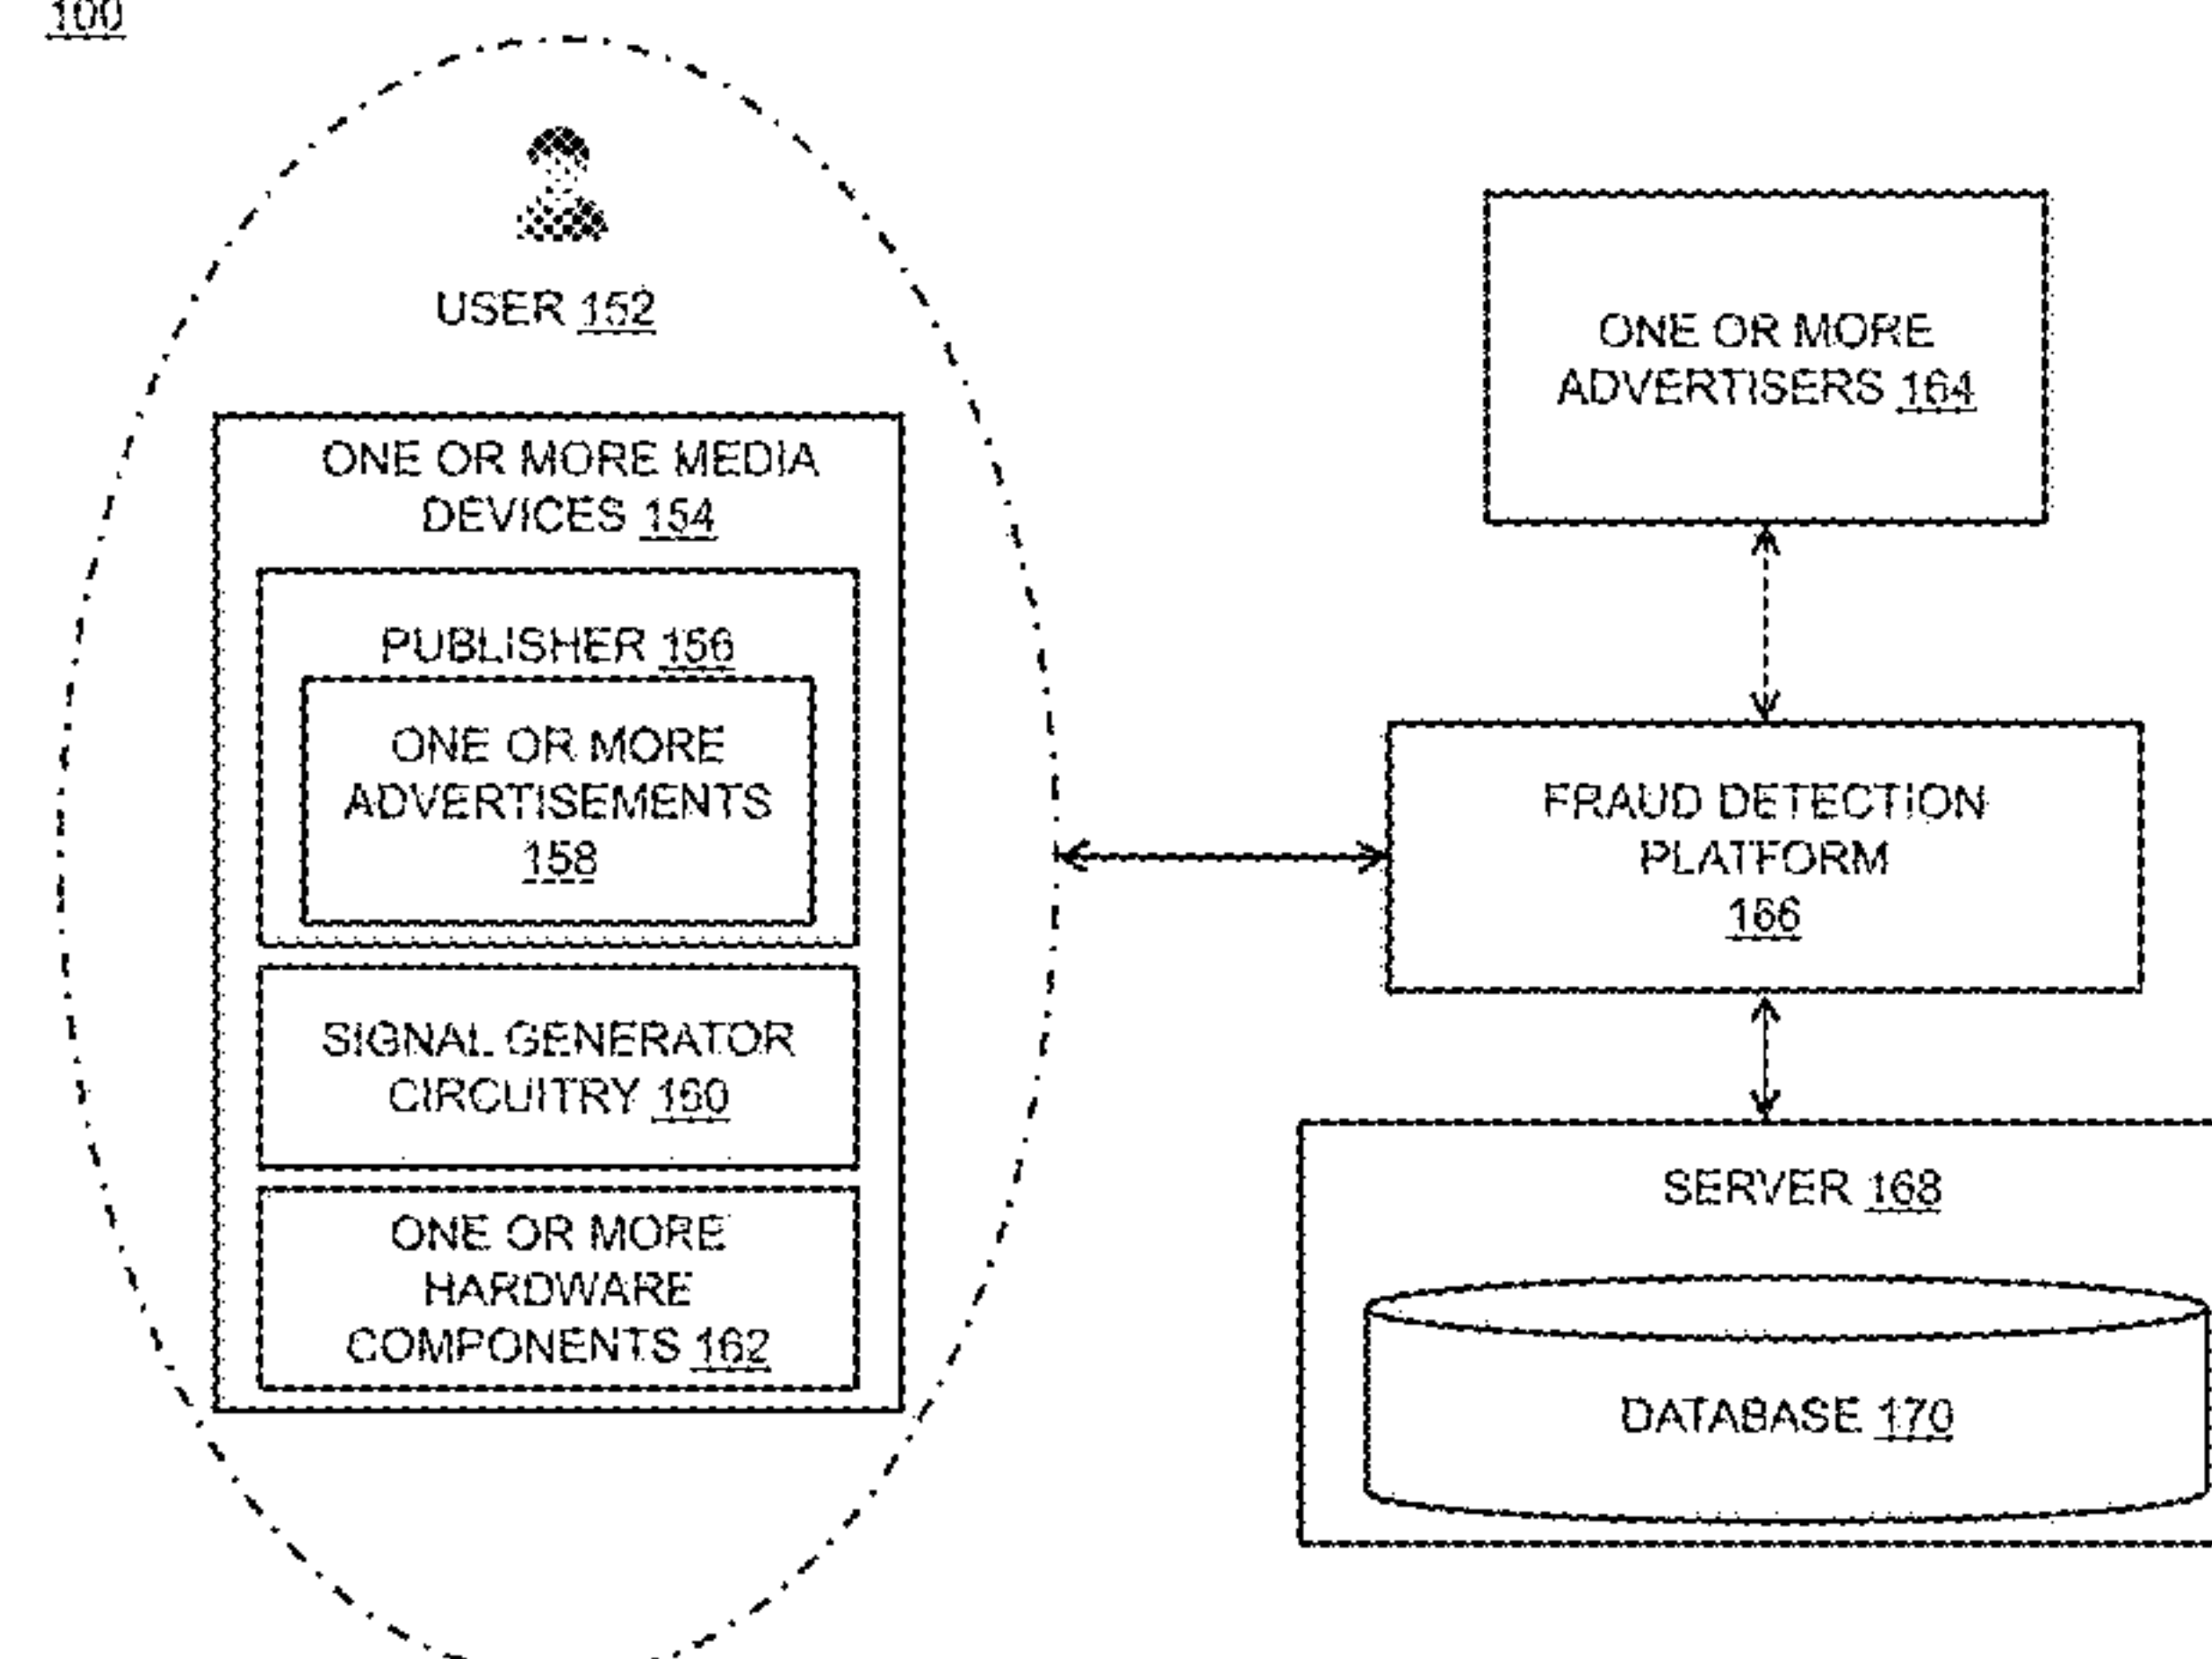 100
USER 152
ONE OR MORE MEDIA
DEVICES 154
PUBLISHER 156
ONE OR MORE
ADVERTISEMENTS
158
SIGNAL GENERATOR
CIRCUITRY 160
ONE OR MORE
HARDWARE
COMPONENTS 162
ONE OR MORE
ADVERTISERS 164
FRAUD DETECTION
PLATFORM
166
SERVER 168
DATABASE 170